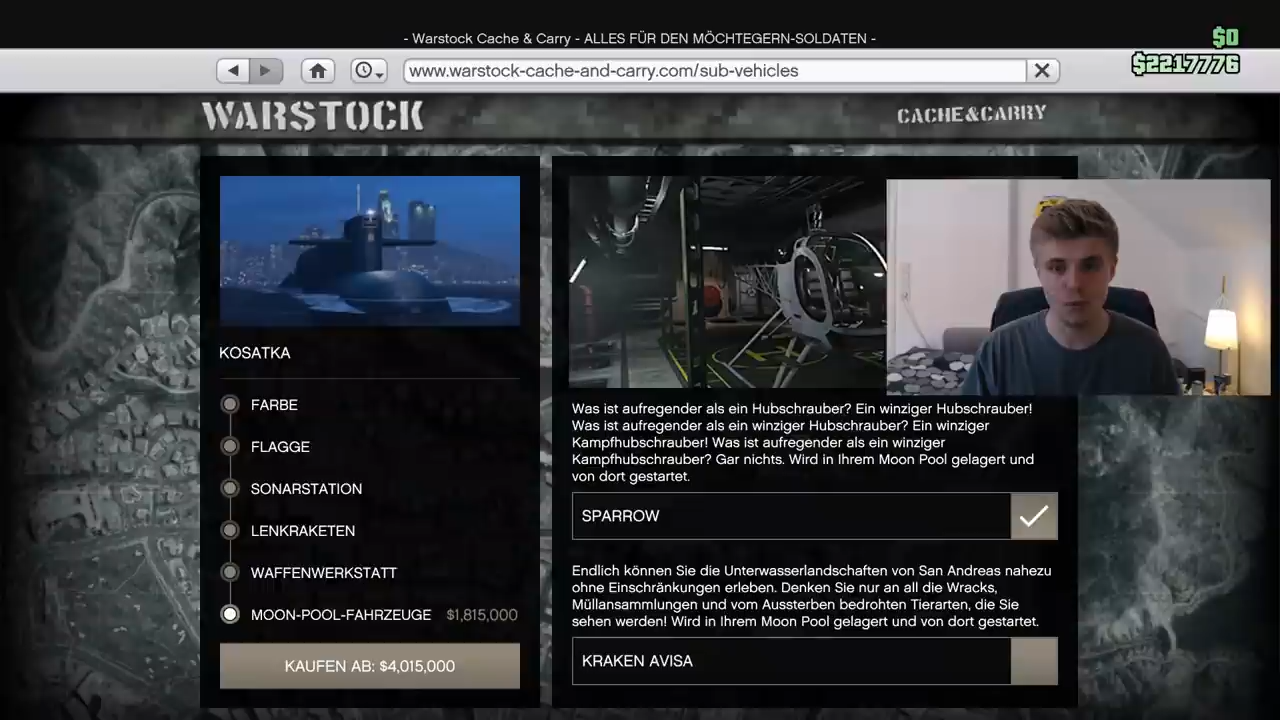 - Warstock Cache & Carry - ALLES FÜR DEN MÖCHTEGERN-SOLDATEN -
$0
$2217776
www.warstock-cache-and-carry.com/sub-vehicles
WARSTOCK
CACHE&CARRY
KOSATKA
FARBE
FLAGGE
SONARSTATION
LENKRAKETEN
WAFFENWERKSTATT
MOON-POOL-FAHRZEUGE $1,815,000
KAUFEN AB: $4,015,000
Was ist aufregender als ein Hubschrauber? Ein winziger Hubschrauber!
Was ist aufregender als ein winziger Hubschrauber? Ein winziger
Kampfhubschrauber! Was ist aufregender als ein winziger
Kampfhubschrauber? Gar nichts. Wird in Ihrem Moon Pool gelagert und
von dort gestartet.
SPARROW
Endlich können Sie die Unterwasserlandschaften von San Andreas nahezu
ohne Einschränkungen erleben. Denken Sie nur an all die Wracks,
Müllansammlungen und vom Aussterben bedrohten Tierarten, die Sie
sehen werden! Wird in Ihrem Moon Pool gelagert und von dort gestartet.
KRAKEN AVISA